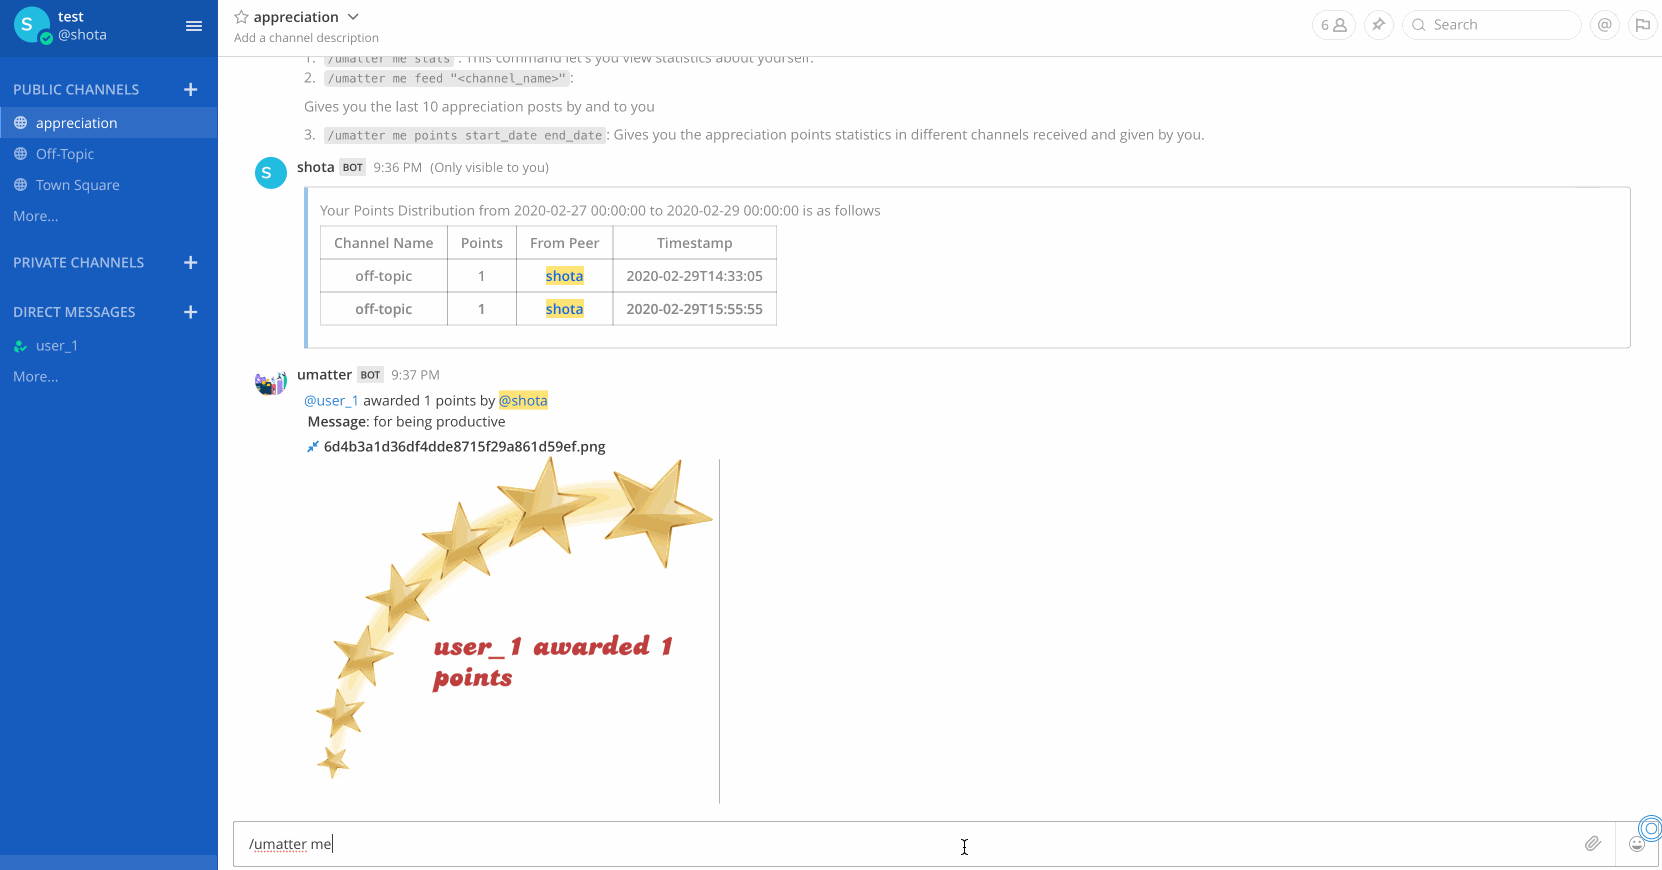 S
test
@shota
PUBLIC CHANNELS
appreciation
Off-Topic
Town Square
More...
PRIVATE CHANNELS
DIRECT MESSAGES
user_1
More...
appreciation
Add a channel description
6
Search
@
1. /umatter me stats : This command let's you view statistics about yourself.
2. /umatter me feed "<channel_name>":
Gives you the last 10 appreciation posts by and to you
3. /umatter me points start_date end_date: Gives you the appreciation points statistics in different channels received and given by you.
S
shota BOT 9:36 PM (Only visible to you)
Your Points Distribution from 2020-02-27 00:00:00 to 2020-02-29 00:00:00 is as follows
Channel Name Points From Peer Timestamp
off-topic 1 shota 2020-02-29T14:33:05
off-topic 1 shota 2020-02-29T15:55:55
umatter BOT 9:37 PM
@user_1 awarded 1 points by @shota
Message: for being productive
6d4b3a1d36df4dde8715f29a861d59ef.png
user_1 awarded 1
points
/umatter me